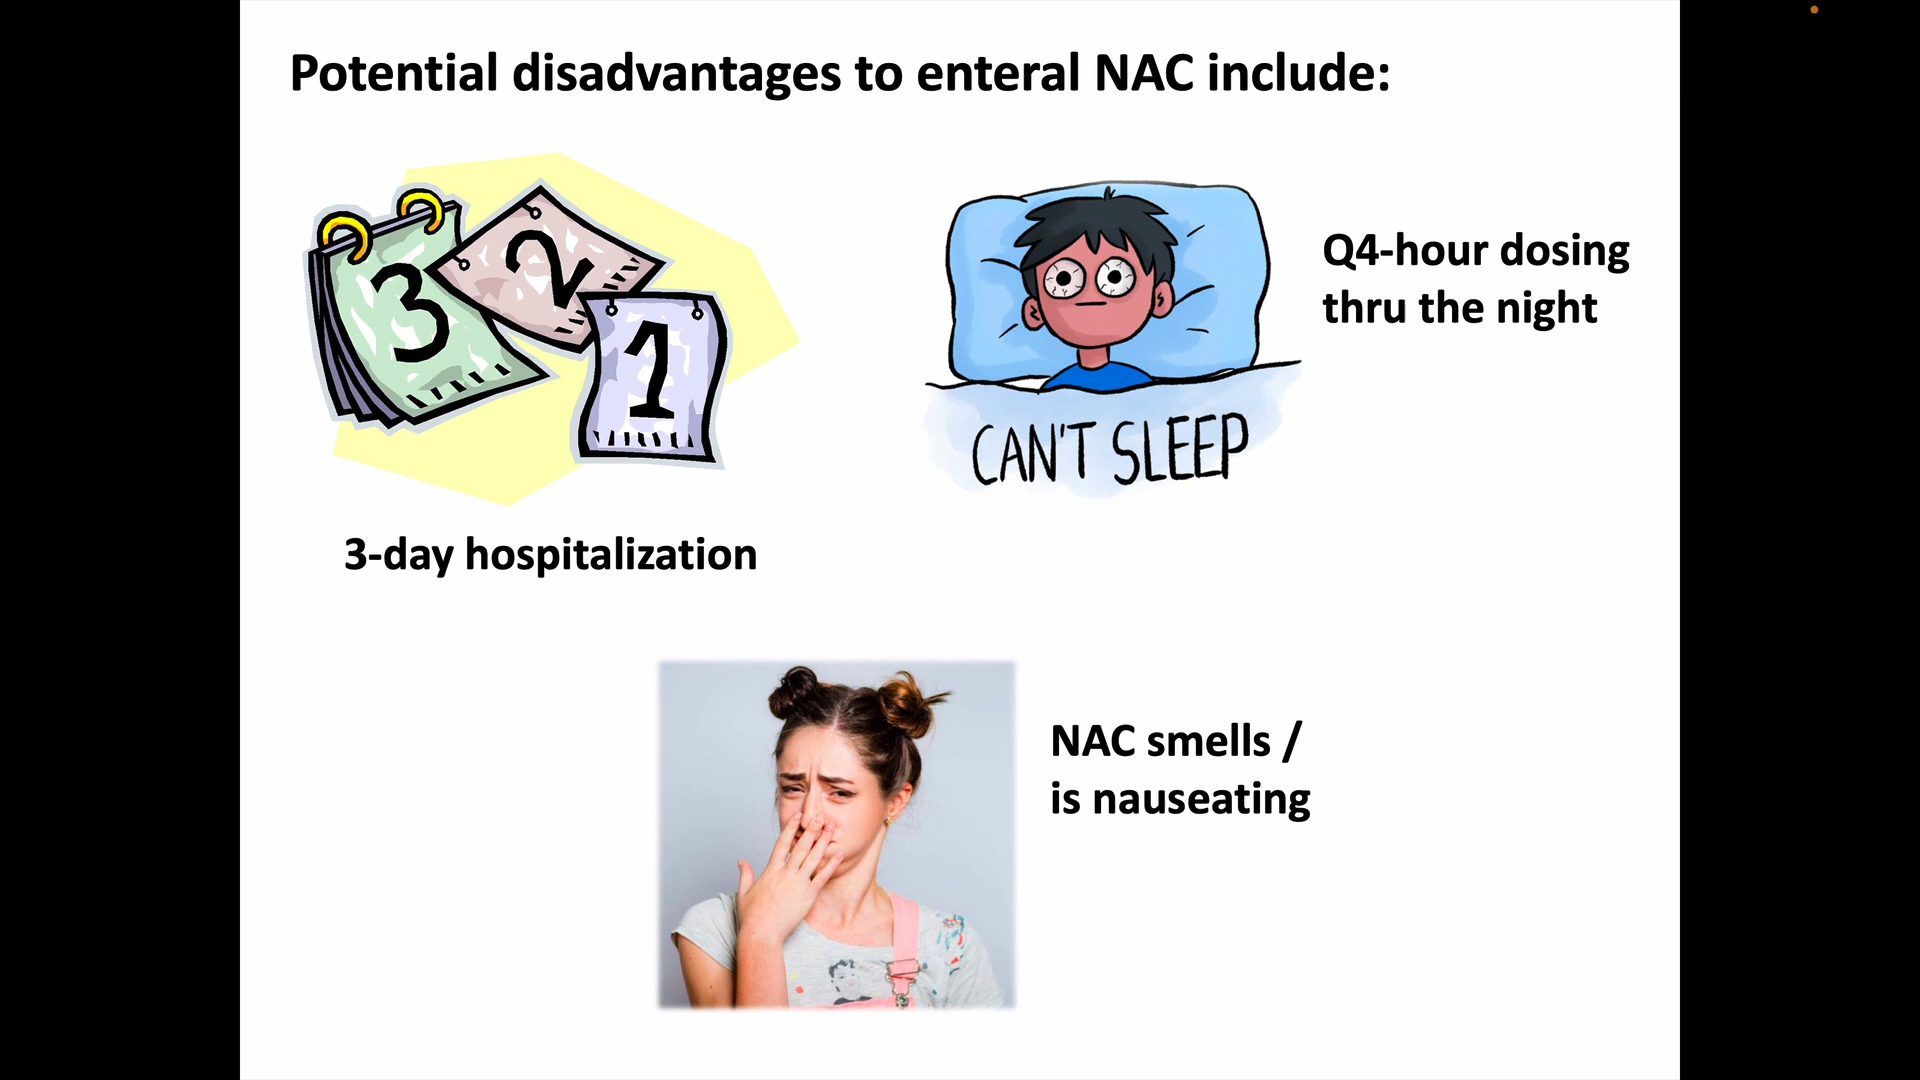 Potential disadvantages to enteral NAC include:
3
2
1
3-day hospitalization
CAN'T SLEEP
Q4-hour dosing
thru the night
NAC smells /
is nauseating